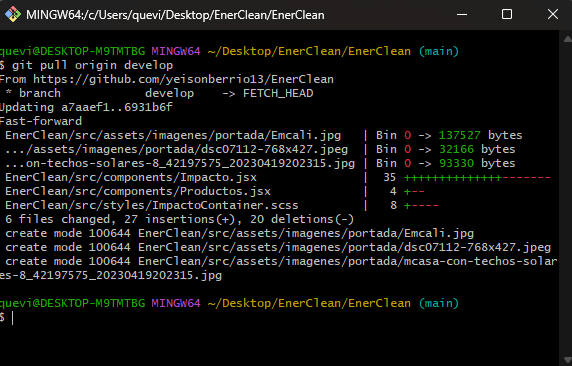 MINGW64:/c/Users/quevi/Desktop/EnerClean/EnerClean
quevi@DESKTOP-M9TMTBG MINGW64 ~/Desktop/EnerClean/EnerClean (main)
$ git pull origin develop
From https://github.com/yeisonberrio13/EnerClean
 * branch            develop    -> FETCH_HEAD
Updating a7aaef1..6931b6f
Fast-forward
 EnerClean/src/assets/imagenes/portada/Emcali.jpg   | Bin 0 -> 137527 bytes
 .../assets/imagenes/portada/dsc07112-768x427.jpeg  | Bin 0 -> 32166 bytes
 ...on-techos-solares-8_42197575_20230419202315.jpg | Bin 0 -> 93330 bytes
 EnerClean/src/components/Impacto.jsx               |  35 ++++++++++++++-------
 EnerClean/src/components/Productos.jsx             |   4 +--
 EnerClean/src/styles/ImpactoContainer.scss         |   8 +----
 6 files changed, 27 insertions(+), 20 deletions(-)
 create mode 100644 EnerClean/src/assets/imagenes/portada/Emcali.jpg
 create mode 100644 EnerClean/src/assets/imagenes/portada/dsc07112-768x427.jpeg
 create mode 100644 EnerClean/src/assets/imagenes/portada/mcasa-con-techos-solar
es-8_42197575_20230419202315.jpg
quevi@DESKTOP-M9TMTBG MINGW64 ~/Desktop/EnerClean/EnerClean (main)
$